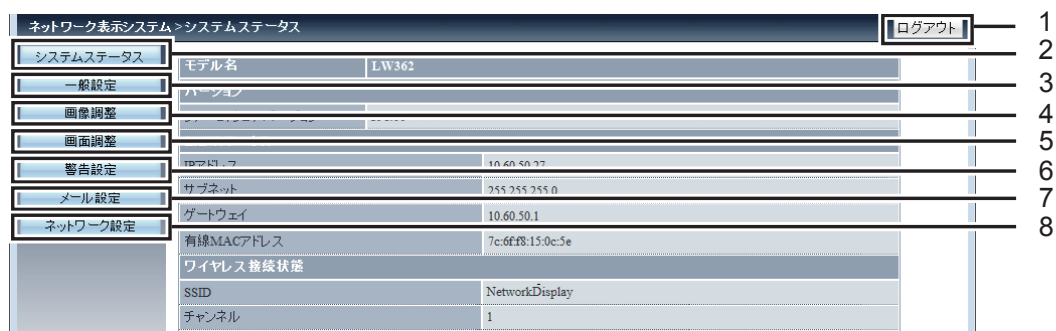 ネットワーク表示システム>システムステータス
ログアウト 1
システムステータス 2
モデル名 LW362
一般設定 3
バージョン
画像調整 4
画面調整 5
IPアドレス 10.60.50.27
警告設定 6
サブネット 255.255.255.0
メール設定 7
ゲートウェイ 10.60.50.1
ネットワーク設定 8
有線MACアドレス 7c:6f:f8:15:0c:5e
ワイヤレス接続状態
SSID NetworkDisplay
チャンネル 1